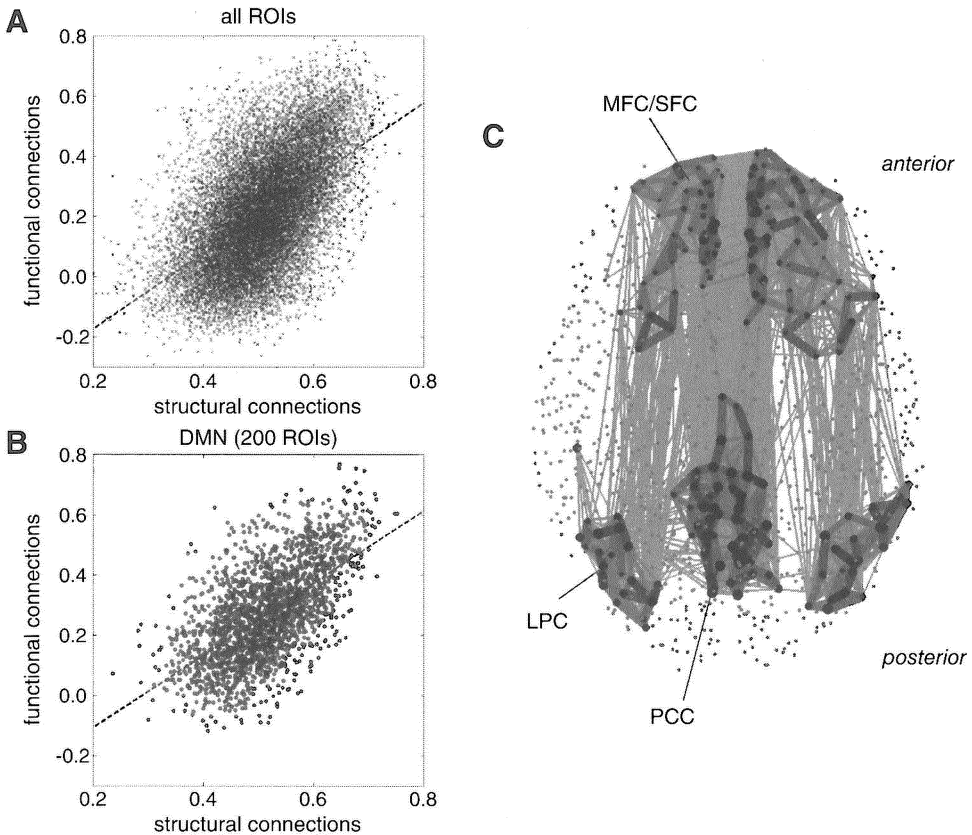 A
all ROIs
0.8
0.6
0.4
0.2
0.0
-0.2
functional connections
0.2 0.4 0.6 0.8
structural connections
B
DMN (200 ROIs)
0.8
0.6
0.4
0.2
0.0
-0.2
functional connections
0.2 0.4 0.6 0.8
structural connections
C
MFC/SFC
anterior
LPC
posterior
PCC